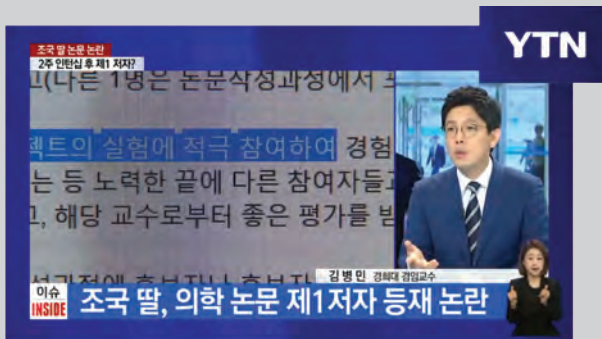 YTN
조국 딸 논문 논란
2주 인턴십 후 제1 저자?
고(다른 1명은 논문작성과정에서
젝트의 실험에 적극 참여하여 경험
는 등 노력한 끝에 다른 참여자들
고, 해당 교수로부터 좋은 평가를 받
김병민 경희대 겸임교수
이슈
INSIDE
조국 딸, 의학 논문 제1저자 등재 논란